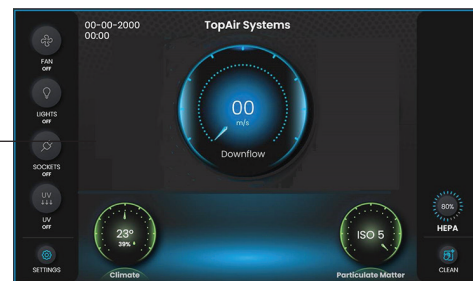 00-00-2000
00:00
TopAir Systems
FAN
OFF
LIGHTS
OFF
SOCKETS
OFF
UV
UV
OFF
SETTINGS
00
m/s
Downflow
23°
39%
Climate
ISO 5
Particulate Matter
80%
HEPA
CLEAN